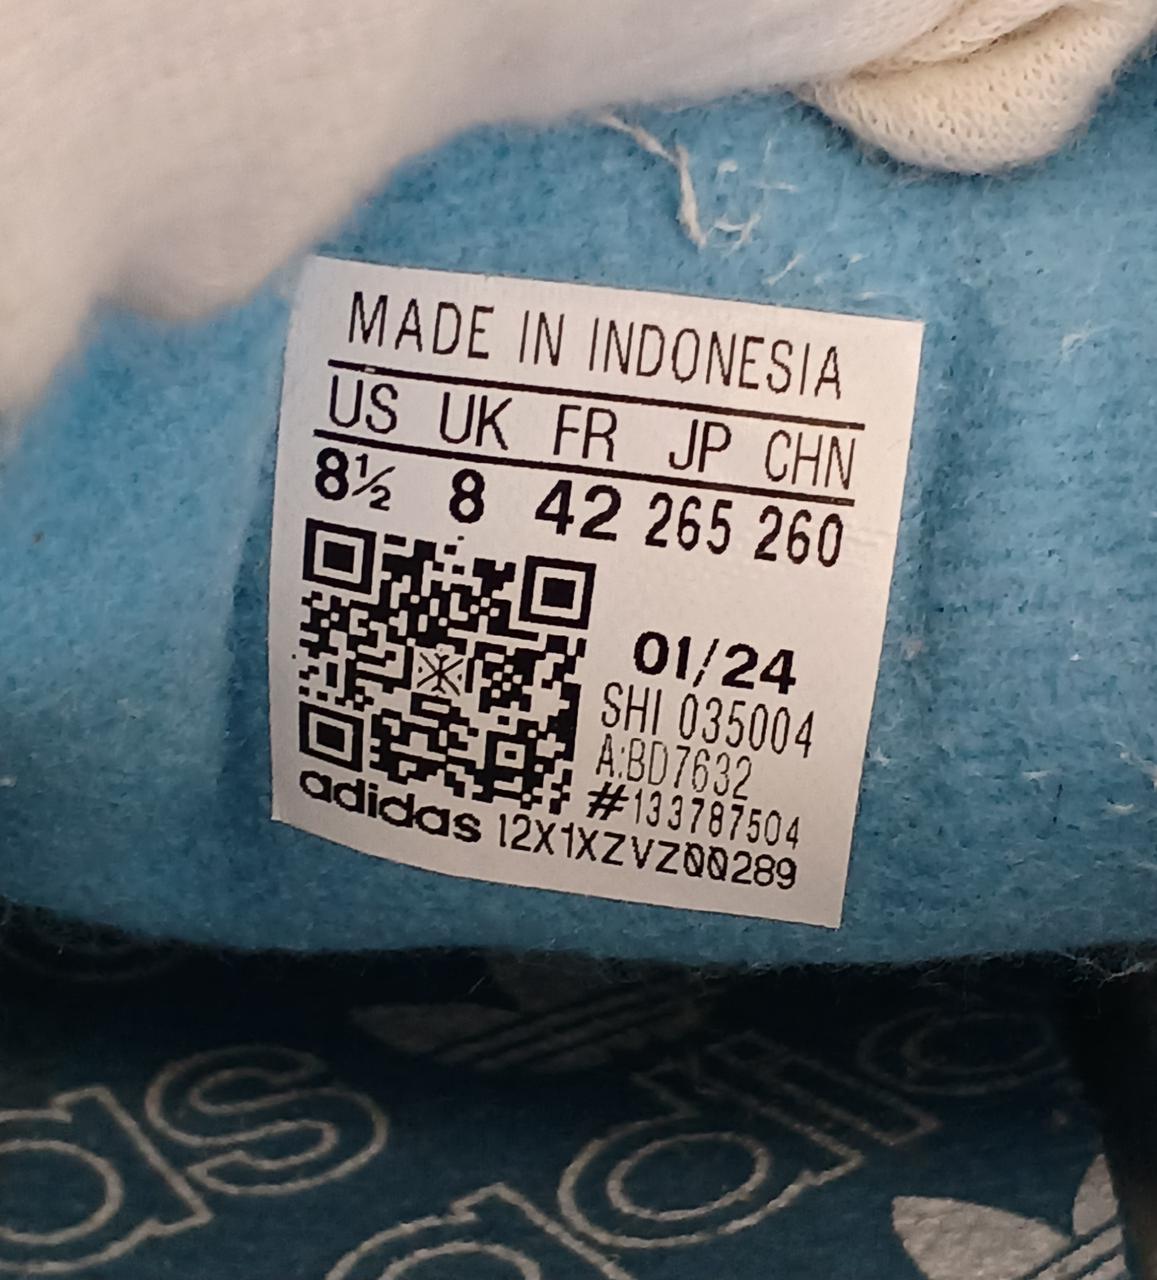 MADE IN INDONESIA
US UK FR JP CHN
8½ 8 42 265 260
01/24
SHI 035004
A:BD7632
#133787504
adidas 12X1XZVZ00289
as